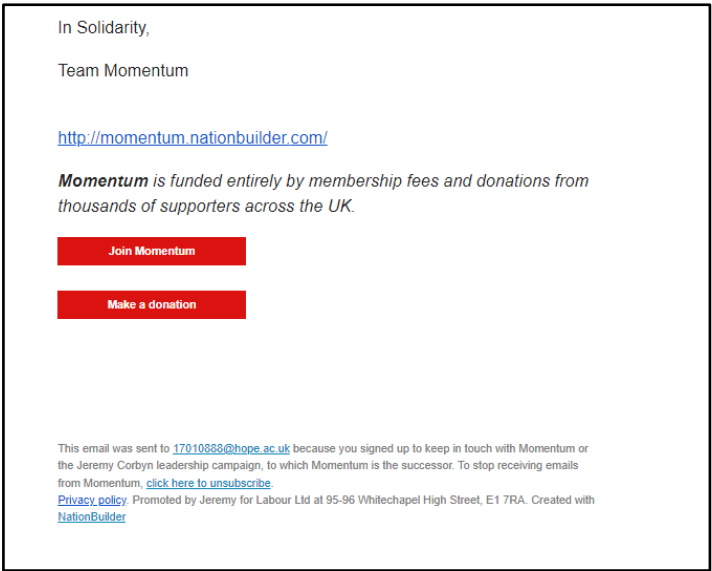 In Solidarity,
Team Momentum
http://momentum.nationbuilder.com/
Momentum is funded entirely by membership fees and donations from
thousands of supporters across the UK.
Join Momentum
Make a donation
This email was sent to 17010888@hope.ac.uk because you signed up to keep in touch with Momentum or
the Jeremy Corbyn leadership campaign, to which Momentum is the successor. To stop receiving emails
from Momentum, click here to unsubscribe.
Privacy policy. Promoted by Jeremy for Labour Ltd at 95-96 Whitechapel High Street, E1 7RA. Created with
NationBuilder